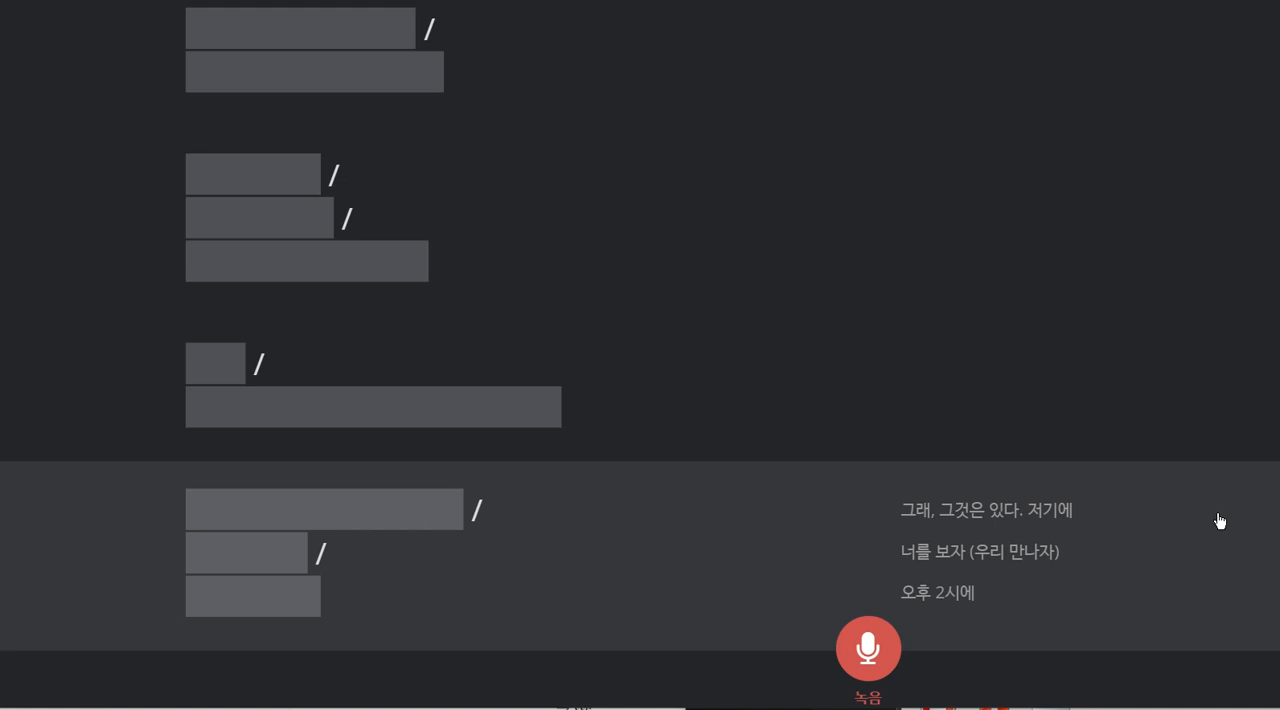 /
/
/
/
/ 그래, 그것은 있다. 저기에
/ 너를 보자 (우리 만나자)
오후 2시에
녹음